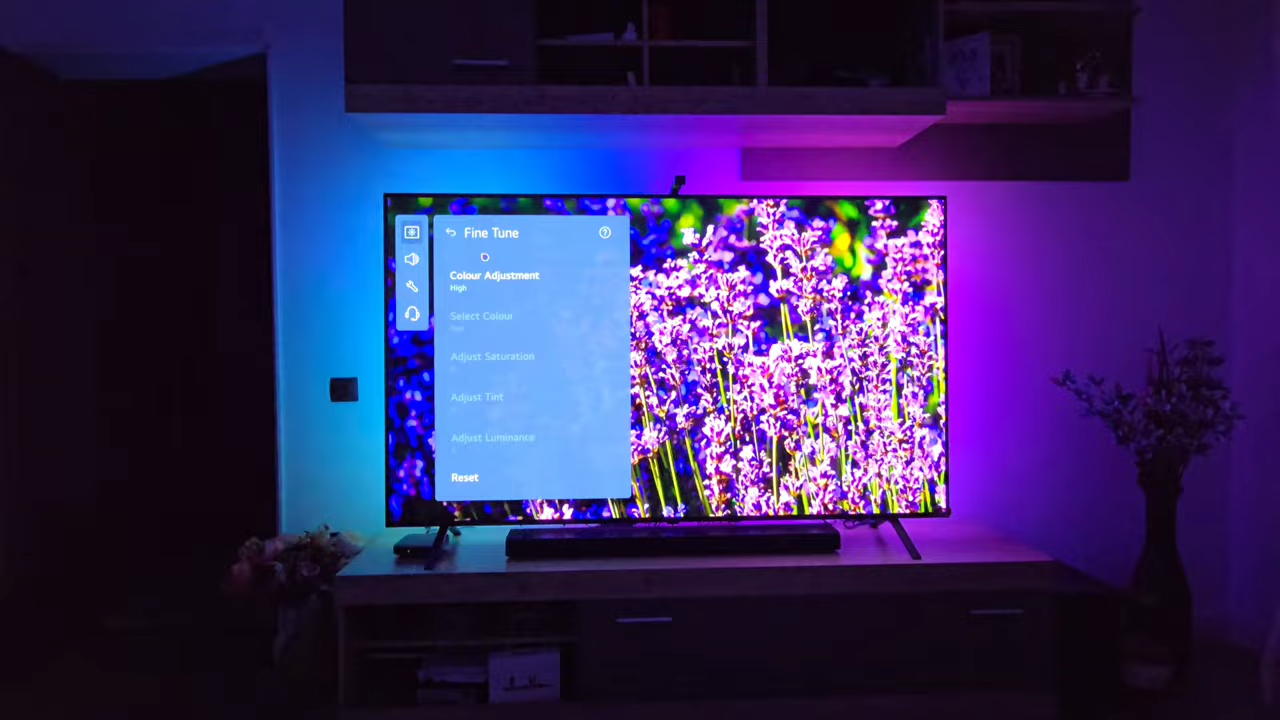 Fine Tune
Colour Adjustment
High
Select Colour
Adjust Saturation
Adjust Tint
Adjust Luminance
Reset